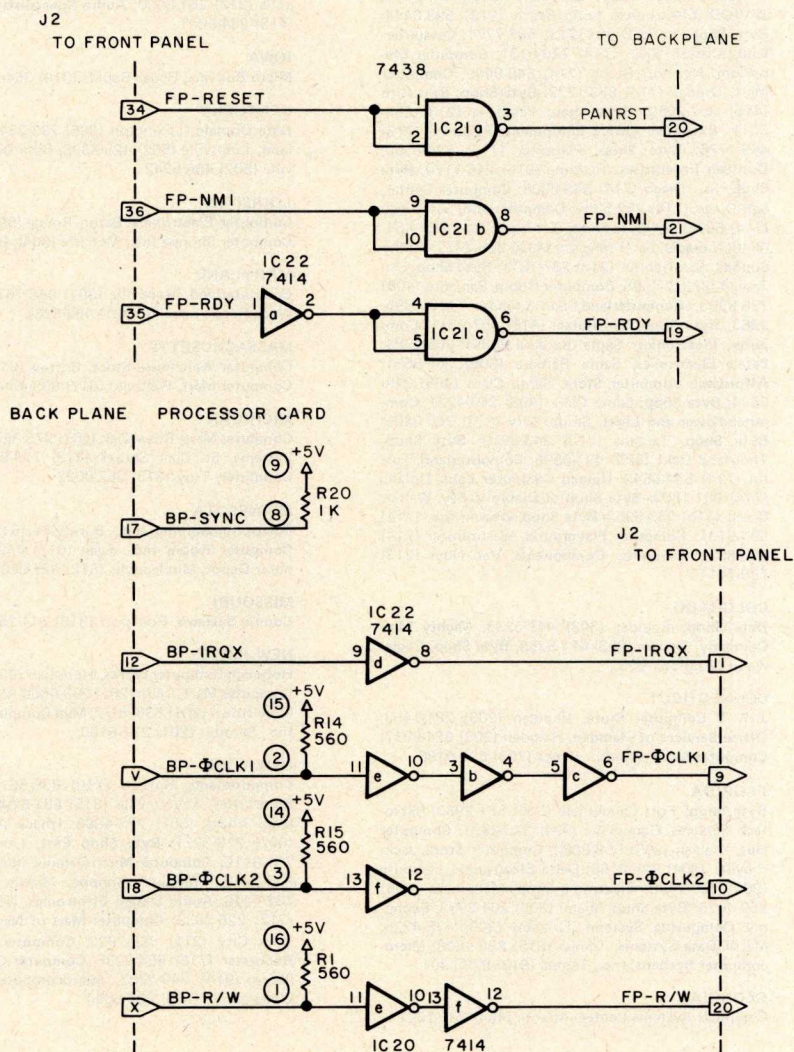 J2
TO FRONT PANEL
TO BACKPLANE
7438
34 FP-RESET 1 2 IC21a 3 PANRST 20
36 FP-NMI 9 10 IC21b 8 FP-NMI 21
IC22
7414
35 FP-RDY 1 a 2 4 5 IC21c 6 FP-RDY 19
BACK PLANE PROCESSOR CARD
9 +5V
R20
1K
17 BP-SYNC 8
J2
TO FRONT PANEL
IC22
7414
12 BP-IRQX 9 d 8 FP-IRQX 11
15 +5V
R14
560
V BP-ΦCLK1 2 11 e 10 3 b 4 5 c 6 FP-ΦCLK1 9
14 +5V
R15
560
18 BP-ΦCLK2 3 13 f 12 FP-ΦCLK2 10
16 +5V
R1
560
X BP-R/W 1 11 e 10 13 f 12 FP-R/W 20
IC20 7414